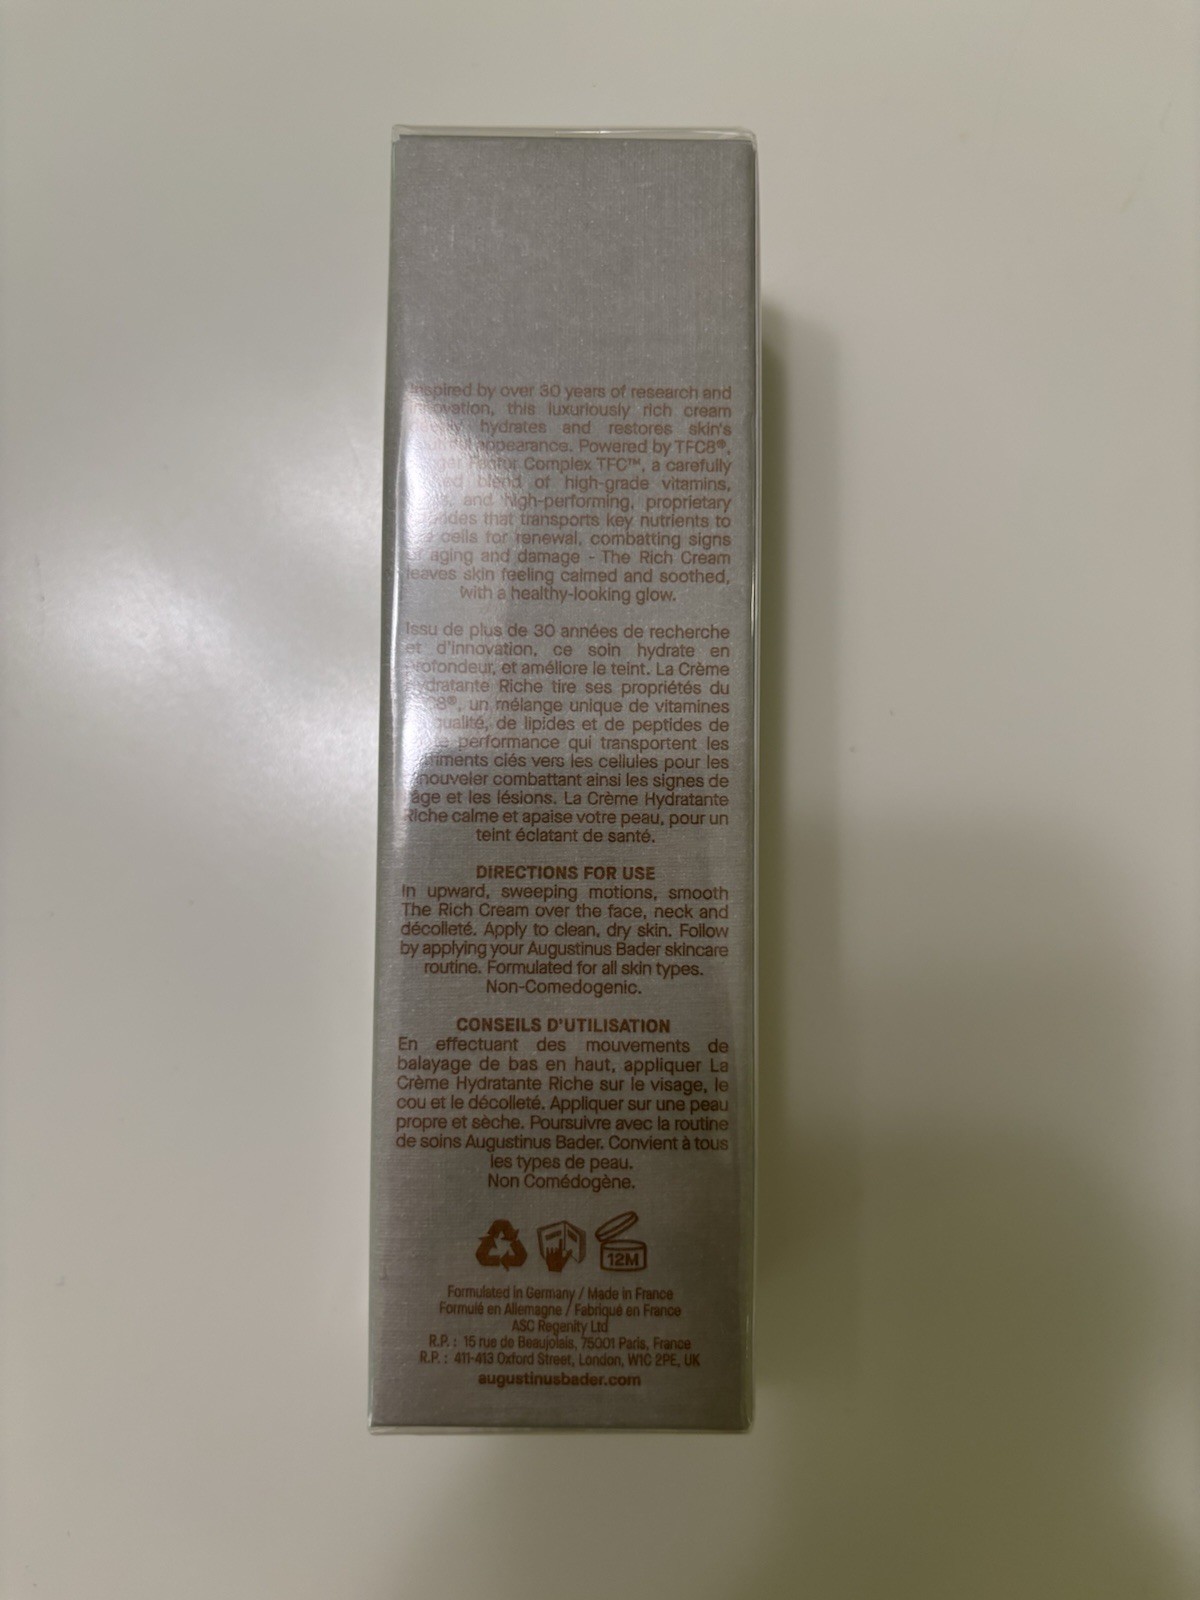 Inspired by over 30 years of research and
innovation, this luxuriously rich cream
hydrates and restores skin's
appearance. Powered by TFC8®,
Complex TFC™, a carefully
blend of high-grade vitamins,
and high-performing, proprietary
that transports key nutrients to
cells for renewal, combatting signs
of aging and damage - The Rich Cream
leaves skin feeling calmed and soothed,
with a healthy-looking glow.
Issu de plus de 30 années de recherche
et d'innovation, ce soin hydrate en
profondeur, et améliore le teint. La Crème
Hydratante Riche tire ses propriétés du
TFC8®, un mélange unique de vitamines
qualité, de lipides et de peptides de
performance qui transportent les
nutriments clés vers les cellules pour les
renouveler combattant ainsi les signes de
âge et les lésions. La Crème Hydratante
Riche calme et apaise votre peau, pour un
teint éclatant de santé.
DIRECTIONS FOR USE
In upward, sweeping motions, smooth
The Rich Cream over the face, neck and
décolleté. Apply to clean, dry skin. Follow
by applying your Augustinus Bader skincare
routine. Formulated for all skin types.
Non-Comedogenic.
CONSEILS D'UTILISATION
En effectuant des mouvements de
balayage de bas en haut, appliquer La
Crème Hydratante Riche sur le visage, le
cou et le décolleté. Appliquer sur une peau
propre et sèche. Poursuivre avec la routine
de soins Augustinus Bader. Convient à tous
les types de peau.
Non Comédogène.
12M
Formulated in Germany / Made in France
Formulé en Allemagne / Fabriqué en France
ASC Regenity Ltd
R.P. : 15 rue de Beaujolais, 75001 Paris, France
R.P. : 411-413 Oxford Street, London, W1C 2PE, UK
augustinusbader.com